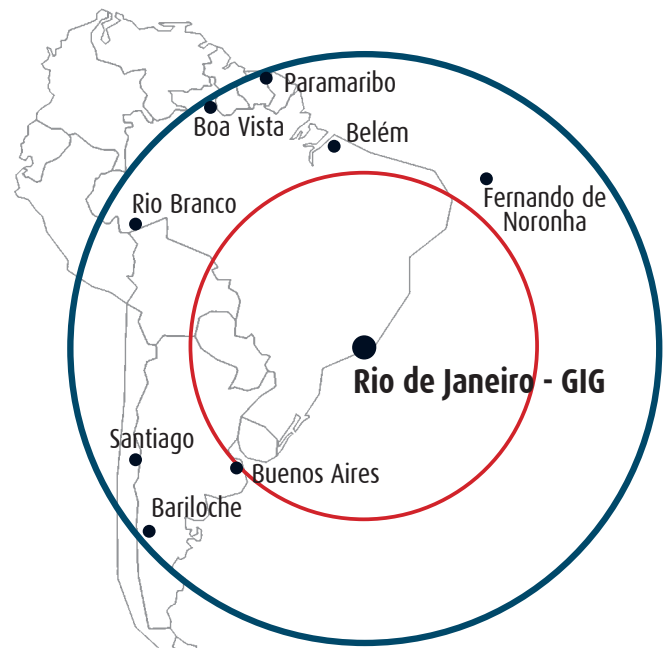 Paramaribo
Boa Vista
Belém
Rio Branco
Fernando de
Noronha
Rio de Janeiro - GIG
Santiago
Buenos Aires
Bariloche